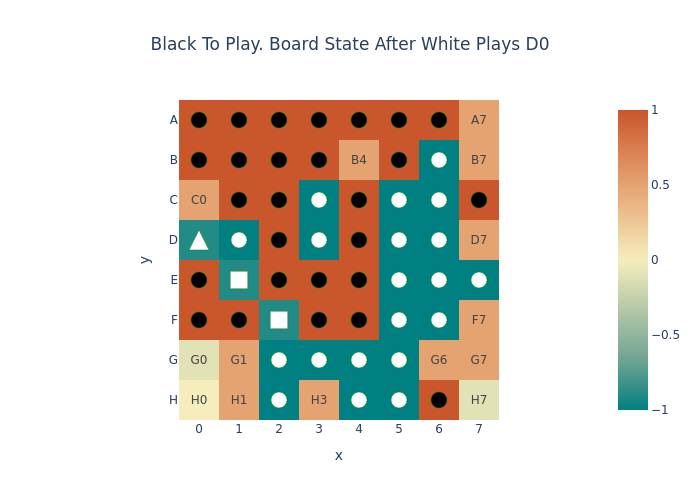 Black To Play. Board State After White Plays D0
A A7
B B4 B7
C C0
D D7
E
F F7
G G0 G1 G6 G7
H H0 H1 H3 H7
0 1 2 3 4 5 6 7
x
y
1
0.5
0
−0.5
−1